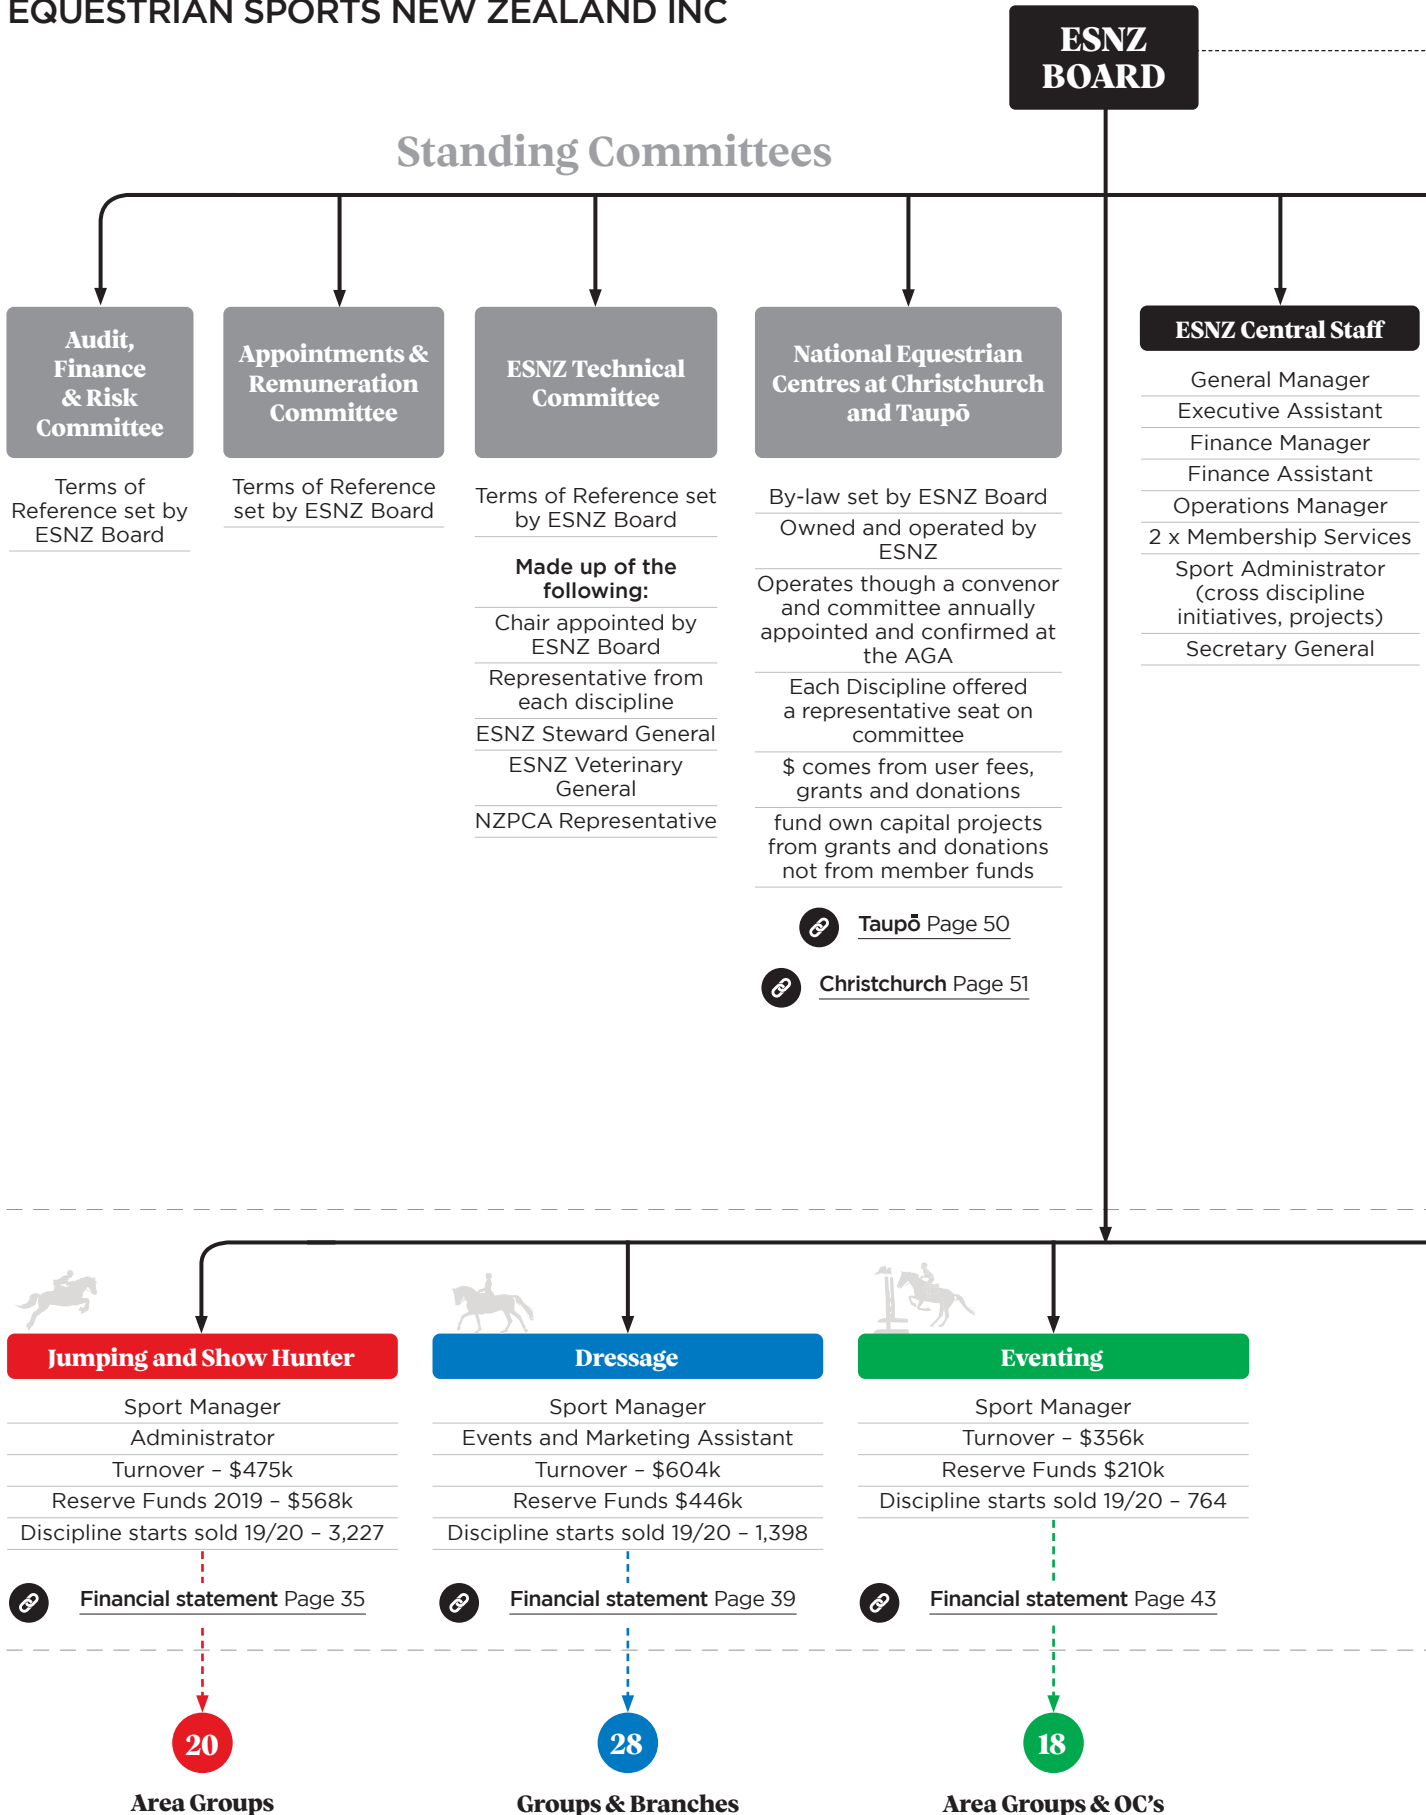 EQUESTRIAN SPORTS NEW ZEALAND INC
ESNZ
BOARD
Standing Committees
Audit,
Finance
& Risk
Committee
Terms of
Reference set by
ESNZ Board
Appointments &
Remuneration
Committee
Terms of Reference
set by ESNZ Board
ESNZ Technical
Committee
Terms of Reference set
by ESNZ Board
Made up of the
following:
Chair appointed by
ESNZ Board
Representative from
each discipline
ESNZ Steward General
ESNZ Veterinary
General
NZPCA Representative
National Equestrian
Centres at Christchurch
and Taupō
By-law set by ESNZ Board
Owned and operated by
ESNZ
Operates though a convenor
and committee annually
appointed and confirmed at
the AGA
Each Discipline offered
a representative seat on
committee
$ comes from user fees,
grants and donations
fund own capital projects
from grants and donations
not from member funds
Taupō Page 50
Christchurch Page 51
ESNZ Central Staff
General Manager
Executive Assistant
Finance Manager
Finance Assistant
Operations Manager
2 x Membership Services
Sport Administrator
(cross discipline
initiatives, projects)
Secretary General
Jumping and Show Hunter
Sport Manager
Administrator
Turnover – $475k
Reserve Funds 2019 – $568k
Discipline starts sold 19/20 – 3,227
Financial statement Page 35
20
Area Groups
Dressage
Sport Manager
Events and Marketing Assistant
Turnover – $604k
Reserve Funds $446k
Discipline starts sold 19/20 – 1,398
Financial statement Page 39
28
Groups & Branches
Eventing
Sport Manager
Turnover – $356k
Reserve Funds $210k
Discipline starts sold 19/20 – 764
Financial statement Page 43
18
Area Groups & OC's